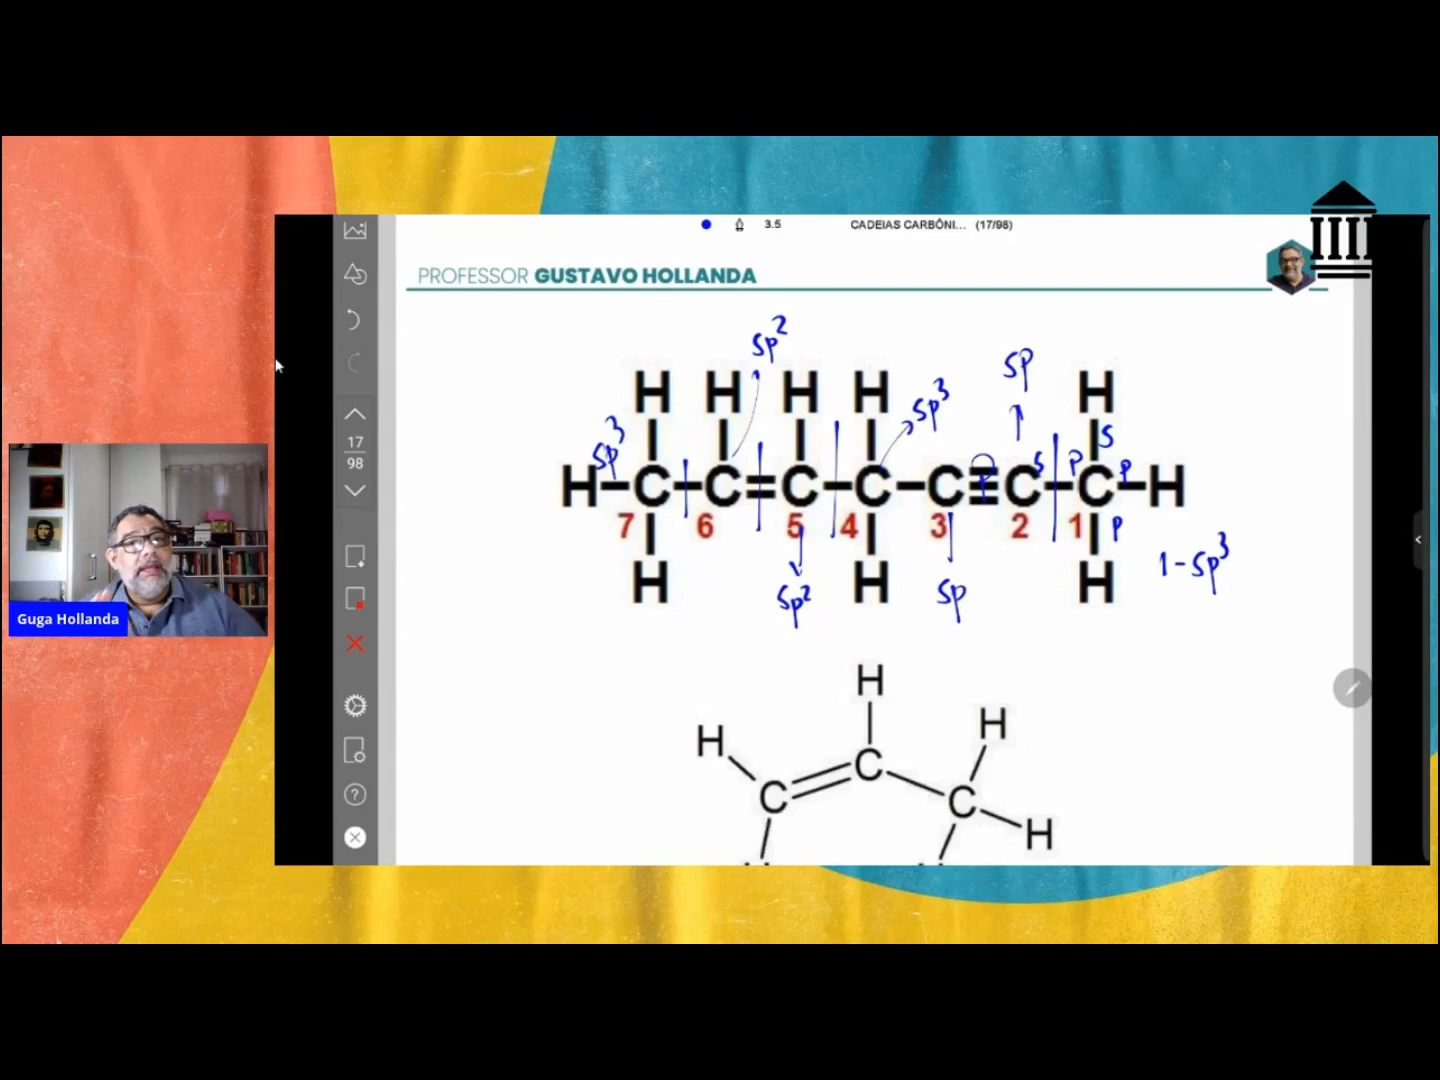 3.5 CADEIAS CARBÔNI... (17/98)
PROFESSOR GUSTAVO HOLLANDA
sp²
H H H H sp³ sp H
sp³ s
H-C-C=C-C-C≡C-C-H
s p p p
7 6 5 4 3 2 1 p
H H H
sp² sp 1-sp³
17
98
Guga Hollanda
H
H H
C
C C
H
?